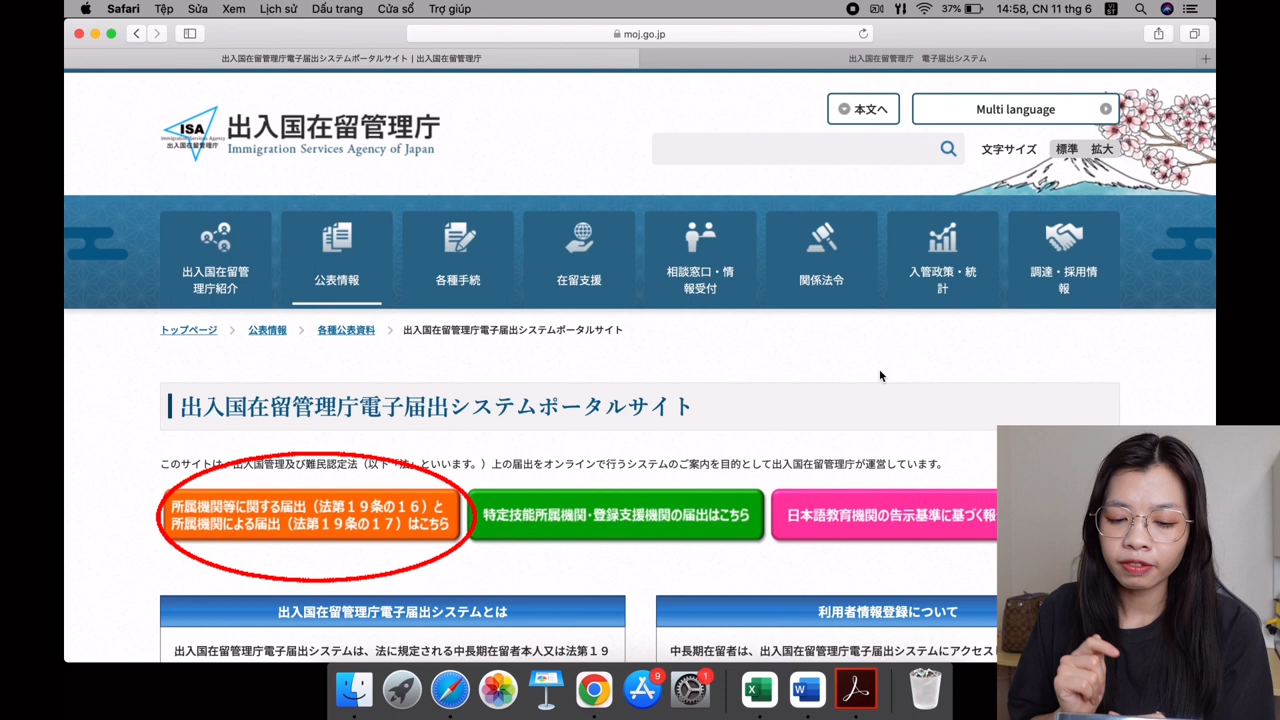 Safari Tệp Sửa Xem Lịch sử Dấu trang Cửa sổ Trợ giúp 37% 14:58, CN 11 thg 6 VI ST
moj.go.jp
出入国在留管理庁電子届出システムポータルサイト | 出入国在留管理庁
出入国在留管理庁 電子届出システム
本文へ
Multi language
ISA
Immigration Services Agency
出入国在留管理庁
出入国在留管理庁
Immigration Services Agency of Japan
文字サイズ 標準 拡大
出入国在留管
理庁紹介
公表情報
各種手続
在留支援
相談窓口・情
報受付
関係法令
入管政策・統
計
調達・採用情
報
トップページ 公表情報 各種公表資料 出入国在留管理庁電子届出システムポータルサイト
出入国在留管理庁電子届出システムポータルサイト
このサイトは、出入国管理及び難民認定法（以下「法」といいます。）上の届出をオンラインで行うシステムのご案内を目的として出入国在留管理庁が運営しています。
所属機関等に関する届出（法第１９条の１６）と
所属機関による届出（法第１９条の１７）はこちら
特定技能所属機関・登録支援機関の届出はこちら
日本語教育機関の告示基準に基づく報
出入国在留管理庁電子届出システムとは
利用者情報登録について
出入国在留管理庁電子届出システムは、法に規定される中長期在留者本人又は法第１９
中長期在留者は、出入国在留管理庁電子届出システムにアクセス
9
1